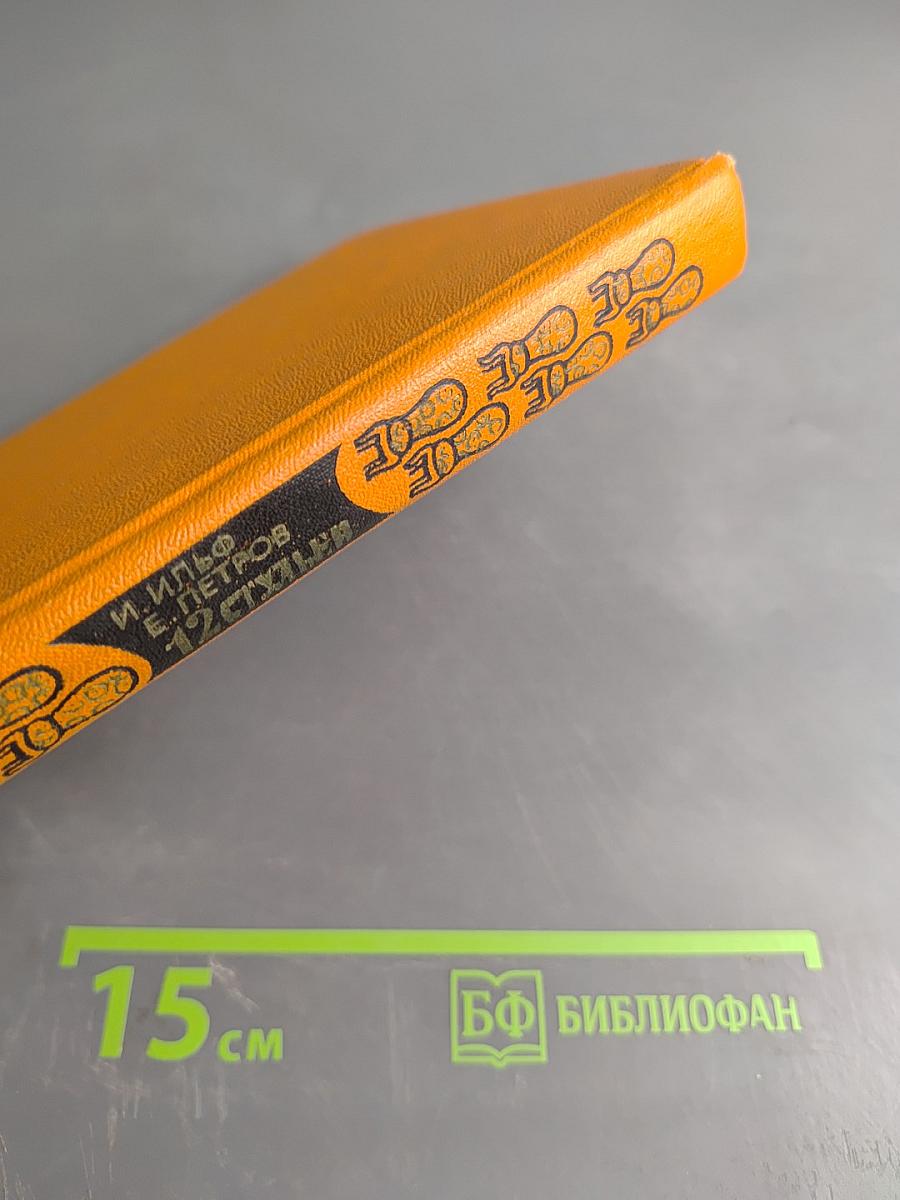 И. ИЛЬФ
Е. ПЕТРОВ
12 СТУЛЬЕВ
15 см
БФ БИБЛИОФАН